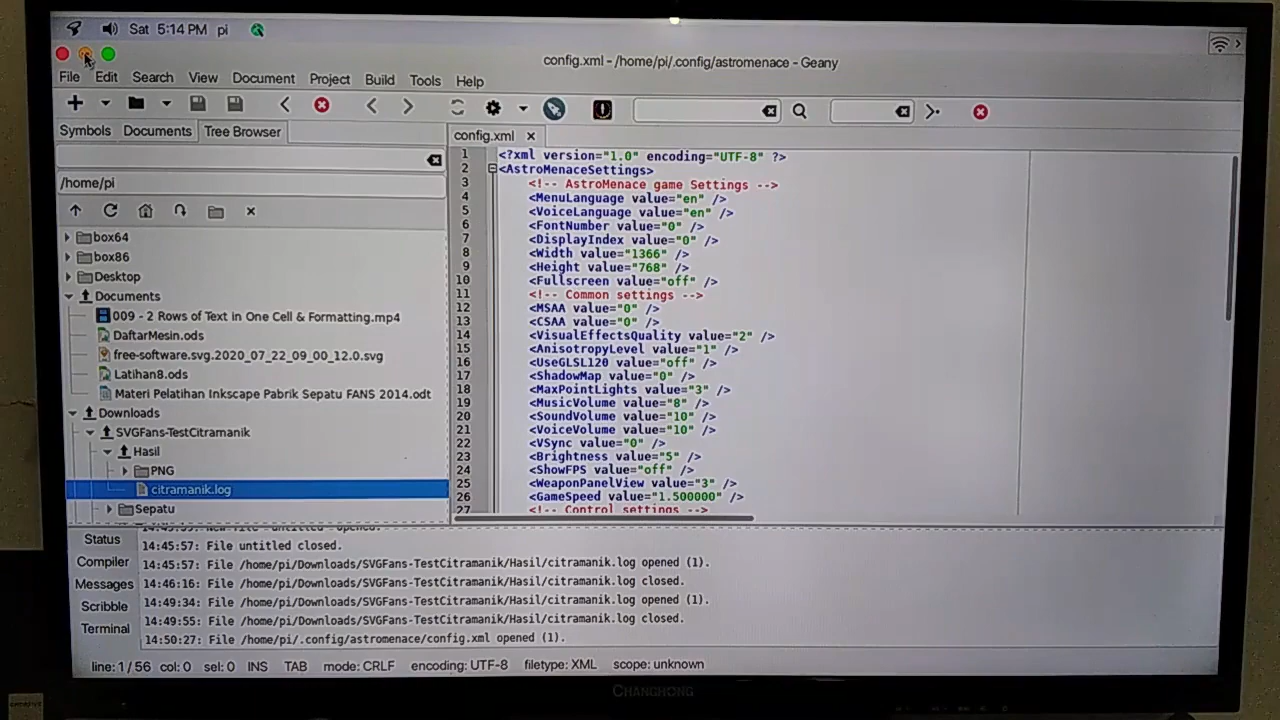 Sat 5:14 PM pi
config.xml - /home/pi/.config/astromenace - Geany
File Edit Search View Document Project Build Tools Help
Symbols Documents Tree Browser
/home/pi
box64
box86
Desktop
Documents
009 - 2 Rows of Text in One Cell & Formatting.mp4
DaftarMesin.ods
free-software.svg.2020_07_22_09_00_12.0.svg
Latihan8.ods
Materi Pelatihan Inkscape Pabrik Sepatu FANS 2014.odt
Downloads
SVGFans-TestCitramanik
Hasil
PNG
citramanik.log
Sepatu
config.xml
1 <?xml version="1.0" encoding="UTF-8" ?>
2 <AstroMenaceSettings>
3 <!-- AstroMenace game Settings -->
4 <MenuLanguage value="en" />
5 <VoiceLanguage value="en" />
6 <FontNumber value="0" />
7 <DisplayIndex value="0" />
8 <Width value="1366" />
9 <Height value="768" />
10 <Fullscreen value="off" />
11 <!-- Common settings -->
12 <MSAA value="0" />
13 <CSAA value="0" />
14 <VisualEffectsQuality value="2" />
15 <AnisotropyLevel value="1" />
16 <UseGLSL120 value="off" />
17 <ShadowMap value="0" />
18 <MaxPointLights value="3" />
19 <MusicVolume value="8" />
20 <SoundVolume value="10" />
21 <VoiceVolume value="10" />
22 <VSync value="0" />
23 <Brightness value="5" />
24 <ShowFPS value="off" />
25 <WeaponPanelView value="3" />
26 <GameSpeed value="1.500000" />
27 <!-- Control settings -->
Status
Compiler
Messages
Scribble
Terminal
14:45:57: File untitled closed.
14:45:57: File /home/pi/Downloads/SVGFans-TestCitramanik/Hasil/citramanik.log opened (1).
14:46:16: File /home/pi/Downloads/SVGFans-TestCitramanik/Hasil/citramanik.log closed.
14:49:34: File /home/pi/Downloads/SVGFans-TestCitramanik/Hasil/citramanik.log opened (1).
14:49:55: File /home/pi/Downloads/SVGFans-TestCitramanik/Hasil/citramanik.log closed.
14:50:27: File /home/pi/.config/astromenace/config.xml opened (1).
line: 1 / 56 col: 0 sel: 0 INS TAB mode: CRLF encoding: UTF-8 filetype: XML scope: unknown
CHANGHONG